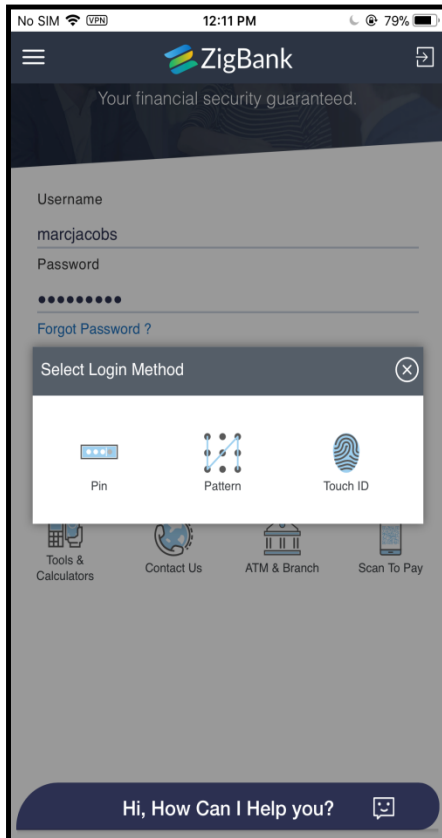 No SIM VPN 12:11 PM 79%
ZigBank
Your financial security guaranteed.
Username
marcjacobs
Password
•••••••••
Forgot Password ?
Select Login Method
Pin Pattern Touch ID
Tools &
Calculators Contact Us ATM & Branch Scan To Pay
Hi, How Can I Help you?